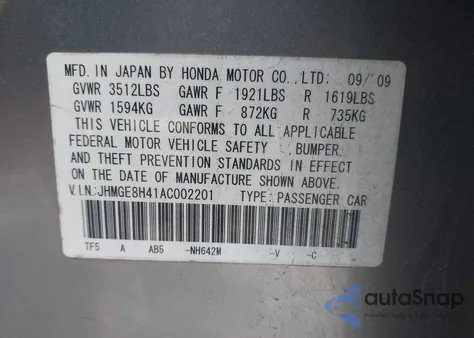 MFD. IN JAPAN BY HONDA MOTOR CO., LTD: 09/'09
GVWR 3512LBS GAWR F 1921LBS R 1619LBS
GVWR 1594KG GAWR F 872KG R 735KG
THIS VEHICLE CONFORMS TO ALL APPLICABLE
FEDERAL MOTOR VEHICLE SAFETY , BUMPER,
AND THEFT PREVENTION STANDARDS IN EFFECT
ON THE DATE OF MANUFACTURE SHOWN ABOVE.
V.I.N:JHMGE8H41AC002201 TYPE: PASSENGER CAR
TF5 A AB5 -NH642M -V -C
autoSnap